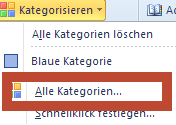 Kategorisieren
Alle Kategorien löschen
Blaue Kategorie
Alle Kategorien...
Schnellklick festlegen...